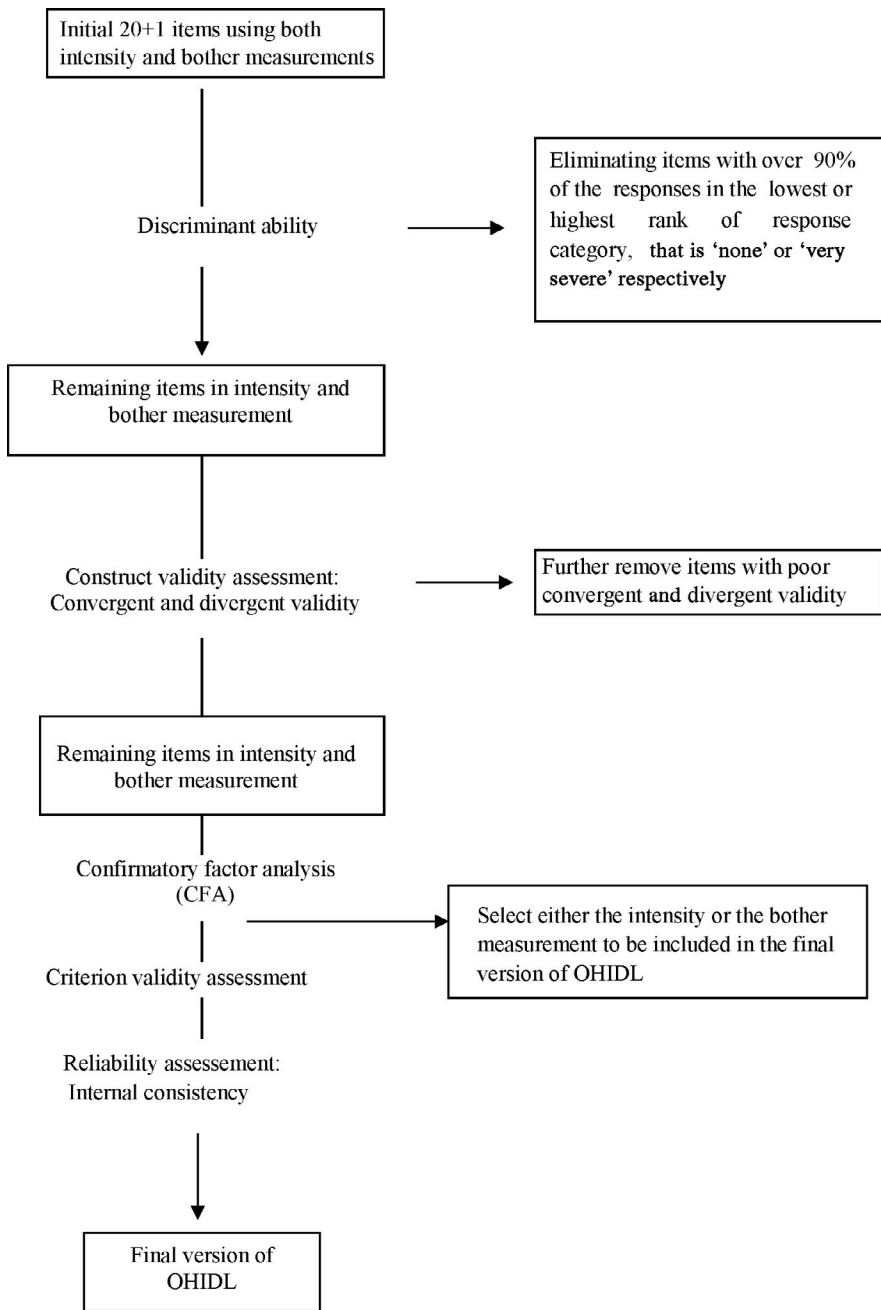 Initial 20+1 items using both
intensity and bother measurements
Eliminating items with over 90%
of the responses in the lowest or
highest rank of response
category, that is ‘none’ or ‘very
severe’ respectively
Discriminant ability
Remaining items in intensity and
bother measurement
Construct validity assessment:
Convergent and divergent validity
Further remove items with poor
convergent and divergent validity
Remaining items in intensity and
bother measurement
Confirmatory factor analysis
(CFA)
Select either the intensity or the bother
measurement to be included in the final
version of OHIDL
Criterion validity assessment
Reliability assessement:
Internal consistency
Final version of
OHIDL